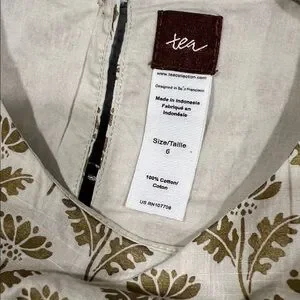 tea
www.teacollection.com
Designed in San Francisco
Made in Indonesia
Fabriqué en
Indonésie
Size/Taille
6
100% Cotton/
Coton
US RN107708